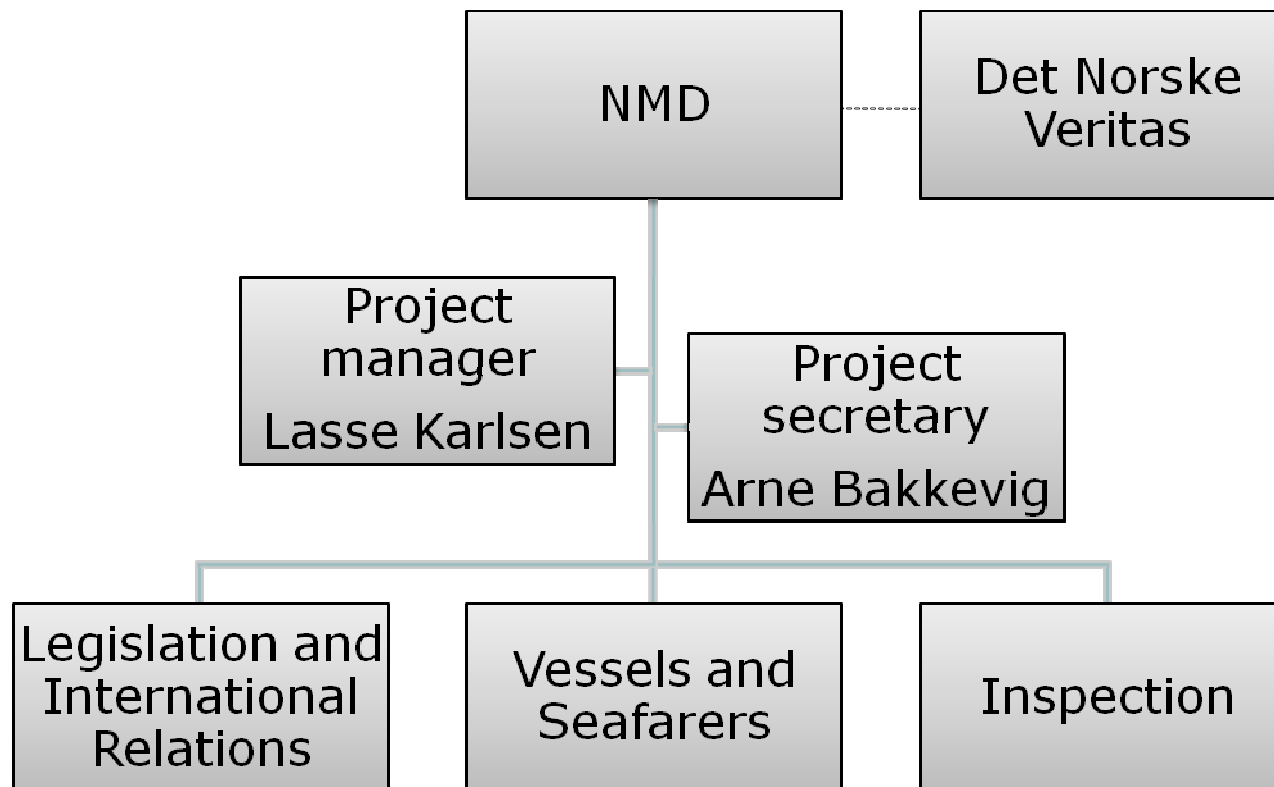 NMD
Det Norske
Veritas
Project
manager
Lasse Karlsen
Project
secretary
Arne Bakkevig
Legislation and
International
Relations
Vessels and
Seafarers
Inspection